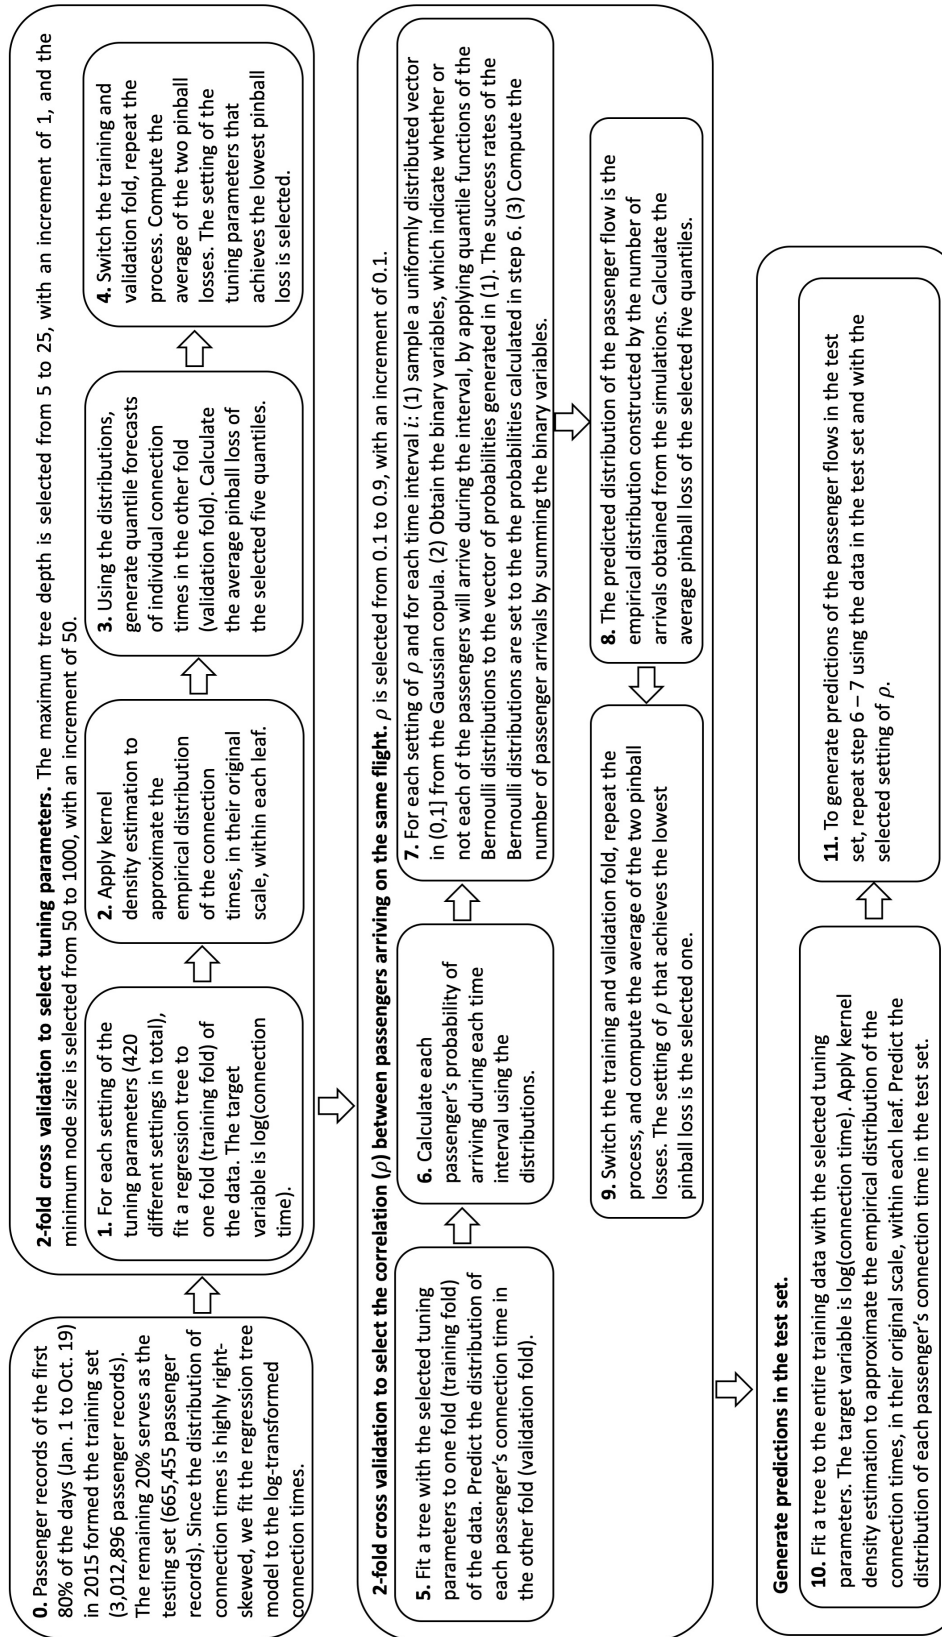 0. Passenger records of the first
80% of the days (Jan. 1 to Oct. 19)
in 2015 formed the training set
(3,012,896 passenger records).
The remaining 20% serves as the
testing set (665,455 passenger
records). Since the distribution of
connection times is highly right-
skewed, we fit the regression tree
model to the log-transformed
connection times.
2-fold cross validation to select tuning parameters. The maximum tree depth is selected from 5 to 25, with an increment of 1, and the
minimum node size is selected from 50 to 1000, with an increment of 50.
1. For each setting of the
tuning parameters (420
different settings in total),
fit a regression tree to
one fold (training fold) of
the data. The target
variable is log(connection
time).
2. Apply kernel
density estimation to
approximate the
empirical distribution
of the connection
times, in their original
scale, within each leaf.
3. Using the distributions,
generate quantile forecasts
of individual connection
times in the other fold
(validation fold). Calculate
the average pinball loss of
the selected five quantiles.
4. Switch the training and
validation fold, repeat the
process. Compute the
average of the two pinball
losses. The setting of the
tuning parameters that
achieves the lowest pinball
loss is selected.
2-fold cross validation to select the correlation (ρ) between passengers arriving on the same flight. ρ is selected from 0.1 to 0.9, with an increment of 0.1.
5. Fit a tree with the selected tuning
parameters to one fold (training fold)
of the data. Predict the distribution of
each passenger's connection time in
the other fold (validation fold).
6. Calculate each
passenger's probability of
arriving during each time
interval using the
distributions.
7. For each setting of ρ and for each time interval i: (1) sample a uniformly distributed vector
in (0,1] from the Gaussian copula. (2) Obtain the binary variables, which indicate whether or
not each of the passengers will arrive during the interval, by applying quantile functions of the
Bernoulli distributions to the vector of probabilities generated in (1). The success rates of the
Bernoulli distributions are set to the the probabilities calculated in step 6. (3) Compute the
number of passenger arrivals by summing the binary variables.
8. The predicted distribution of the passenger flow is the
empirical distribution constructed by the number of
arrivals obtained from the simulations. Calculate the
average pinball loss of the selected five quantiles.
9. Switch the training and validation fold, repeat the
process, and compute the average of the two pinball
losses. The setting of ρ that achieves the lowest
pinball loss is the selected one.
Generate predictions in the test set.
10. Fit a tree to the entire training data with the selected tuning
parameters. The target variable is log(connection time). Apply kernel
density estimation to approximate the empirical distribution of the
connection times, in their original scale, within each leaf. Predict the
distribution of each passenger's connection time in the test set.
11. To generate predictions of the passenger flows in the test
set, repeat step 6 – 7 using the data in the test set and with the
selected setting of ρ.